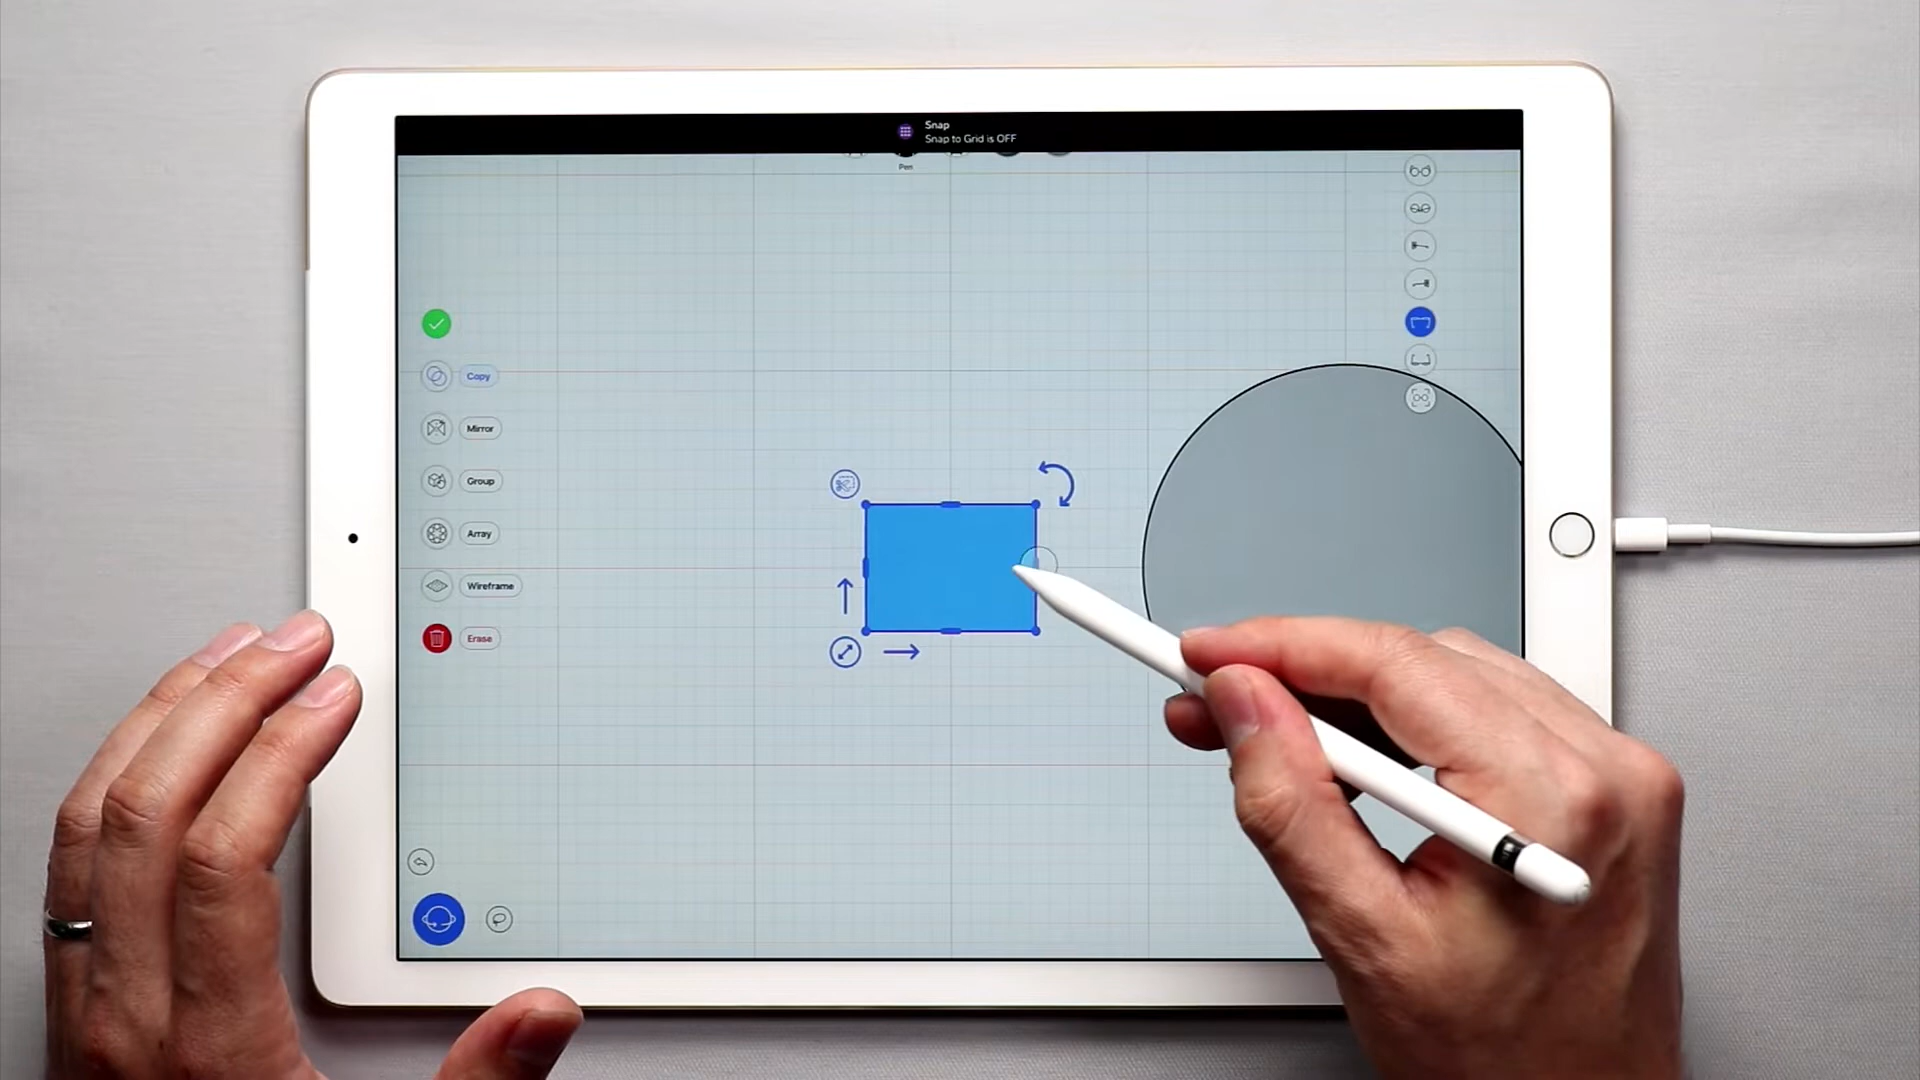 Snap
Snap to Grid is OFF
Pen
Copy
Mirror
Group
Array
Wireframe
Erase